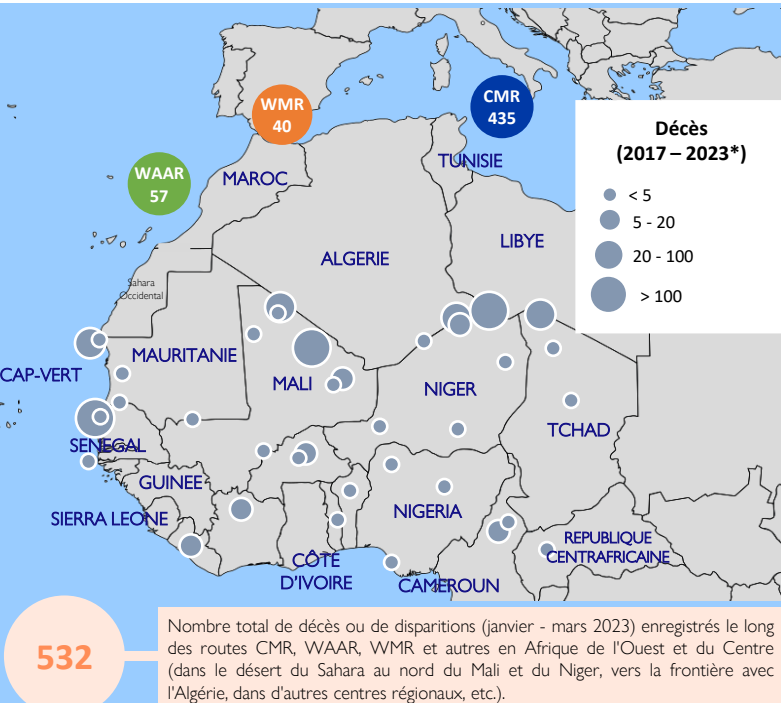 WMR
40
CMR
435
WAAR
57
Décès
(2017 – 2023*)
< 5
5 - 20
20 - 100
> 100
TUNISIE
MAROC
ALGERIE
LIBYE
Sahara
Occidental
CAP-VERT
MAURITANIE
MALI
NIGER
TCHAD
SENEGAL
GUINEE
SIERRA LEONE
NIGERIA
CÔTE
D'IVOIRE
CAMEROUN
REPUBLIQUE
CENTRAFRICAINE
532
Nombre total de décès ou de disparitions (janvier - mars 2023) enregistrés le long
des routes CMR, WAAR, WMR et autres en Afrique de l'Ouest et du Centre
(dans le désert du Sahara au nord du Mali et du Niger, vers la frontière avec
l'Algérie, dans d'autres centres régionaux, etc.).